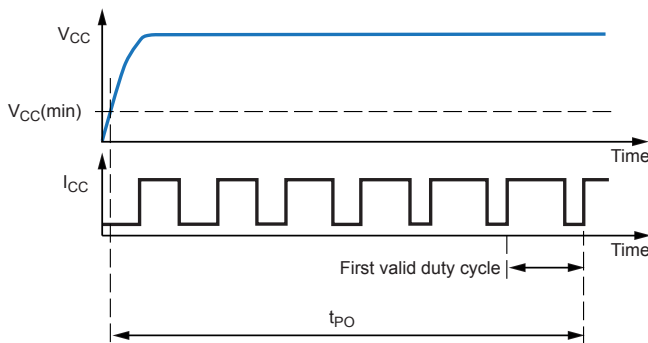 VCC
VCC(min)
Time
ICC
Time
First valid duty cycle
tPO